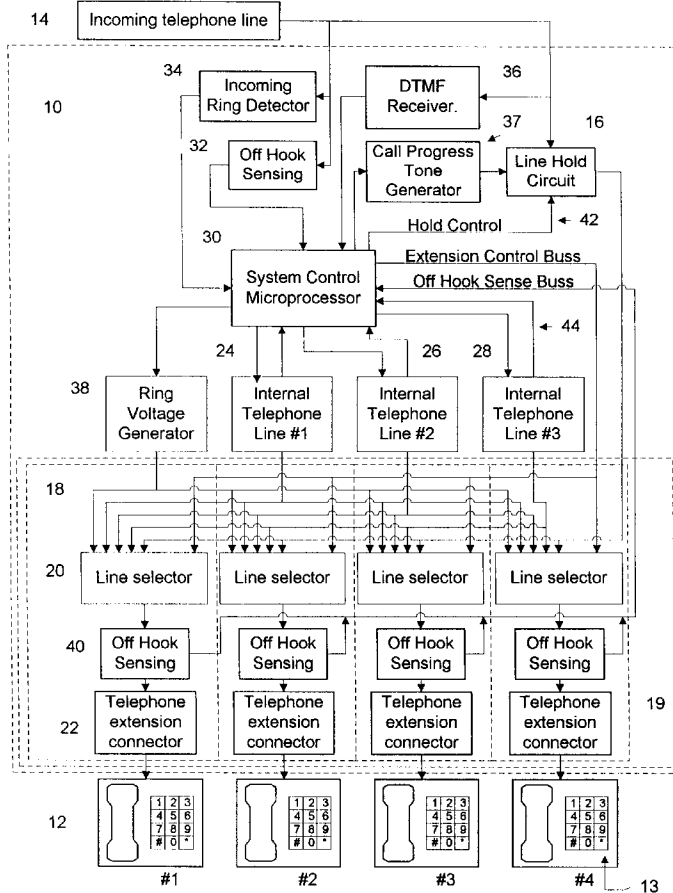 14
Incoming telephone line
34
Incoming
Ring Detector
DTMF
Receiver.
36
10
37
16
32
Off Hook
Sensing
Call Progress
Tone
Generator
Line Hold
Circuit
Hold Control
42
30
Extension Control Buss
System Control
Microprocessor
Off Hook Sense Buss
24
26
28
44
38
Ring
Voltage
Generator
Internal
Telephone
Line #1
Internal
Telephone
Line #2
Internal
Telephone
Line #3
18
20
Line selector
Line selector
Line selector
Line selector
40
Off Hook
Sensing
Off Hook
Sensing
Off Hook
Sensing
Off Hook
Sensing
22
Telephone
extension
connector
Telephone
extension
connector
Telephone
extension
connector
Telephone
extension
connector
19
12
1 2 3
4 5 6
7 8 9
# 0 *
1 2 3
4 5 6
7 8 9
# 0 *
1 2 3
4 5 6
7 8 9
# 0 *
1 2 3
4 5 6
7 8 9
# 0 *
#1
#2
#3
#4
13